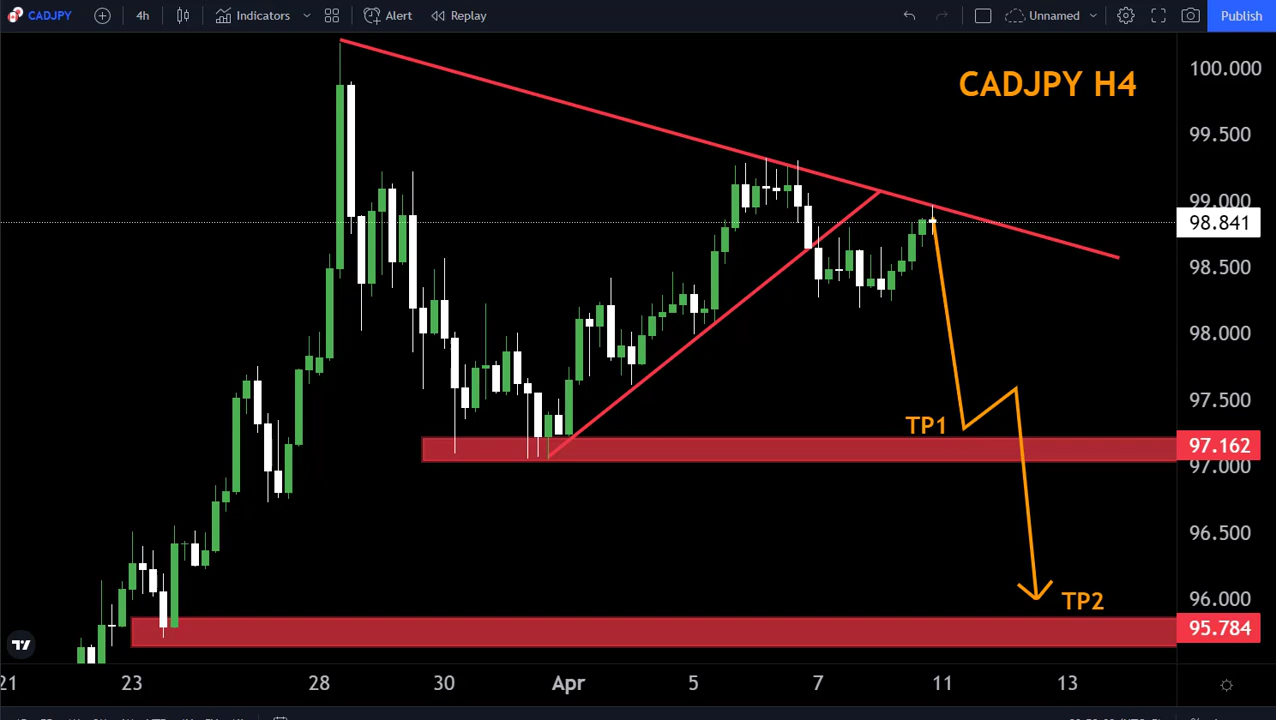 CADJPY 4h Indicators Alert Replay Unnamed Publish
CADJPY H4
100.000
99.500
99.000
98.841
98.500
98.000
97.500
TP1
97.162
97.000
96.500
96.000
TP2
95.784
21 23 28 30 Apr 5 7 11 13